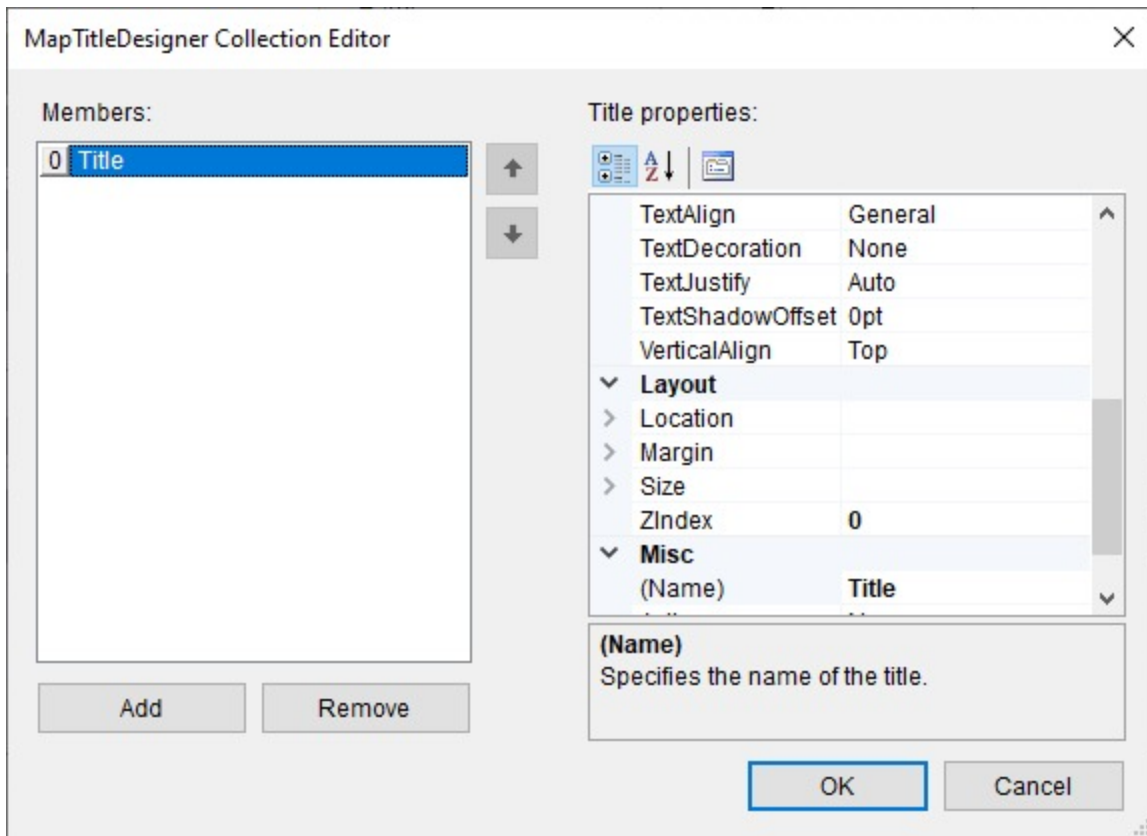 MapTitleDesigner Collection Editor
Members:
0 Title
Add
Remove
Title properties:
TextAlign General
TextDecoration None
TextJustify Auto
TextShadowOffset 0pt
VerticalAlign Top
Layout
Location
Margin
Size
ZIndex 0
Misc
(Name) Title
(Name)
Specifies the name of the title.
OK
Cancel